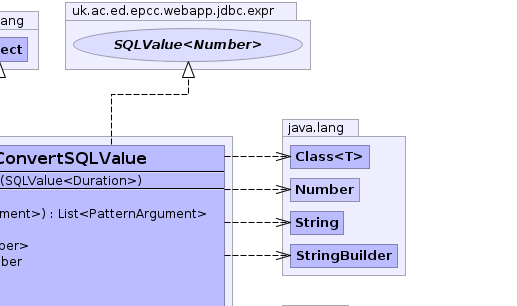 uk.ac.ed.epcc.webapp.jdbc.expr
ang
SQLValue<Number>
ect
java.lang
ConvertSQLValue
Class<T>
(SQLValue<Duration>)
Number
ment>) : List<PatternArgument>
String
ber>
StringBuilder
ber